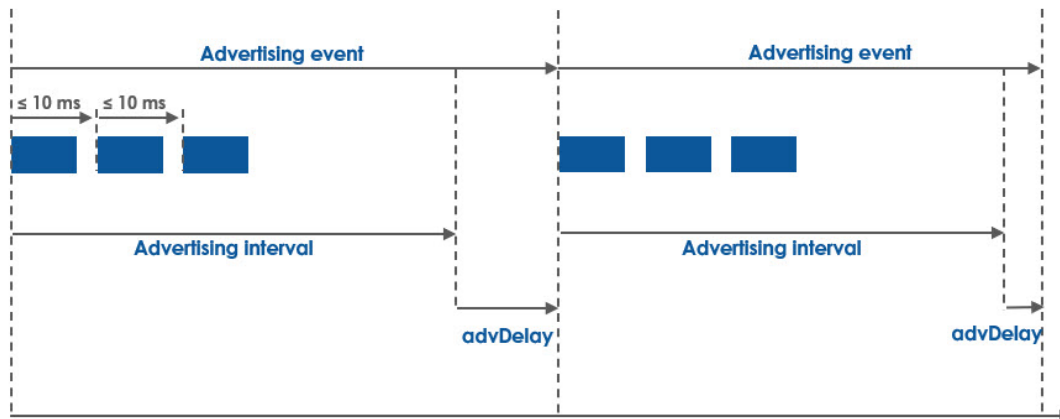 Advertising event
Advertising event
≤ 10 ms
≤ 10 ms
Advertising interval
Advertising interval
advDelay
advDelay